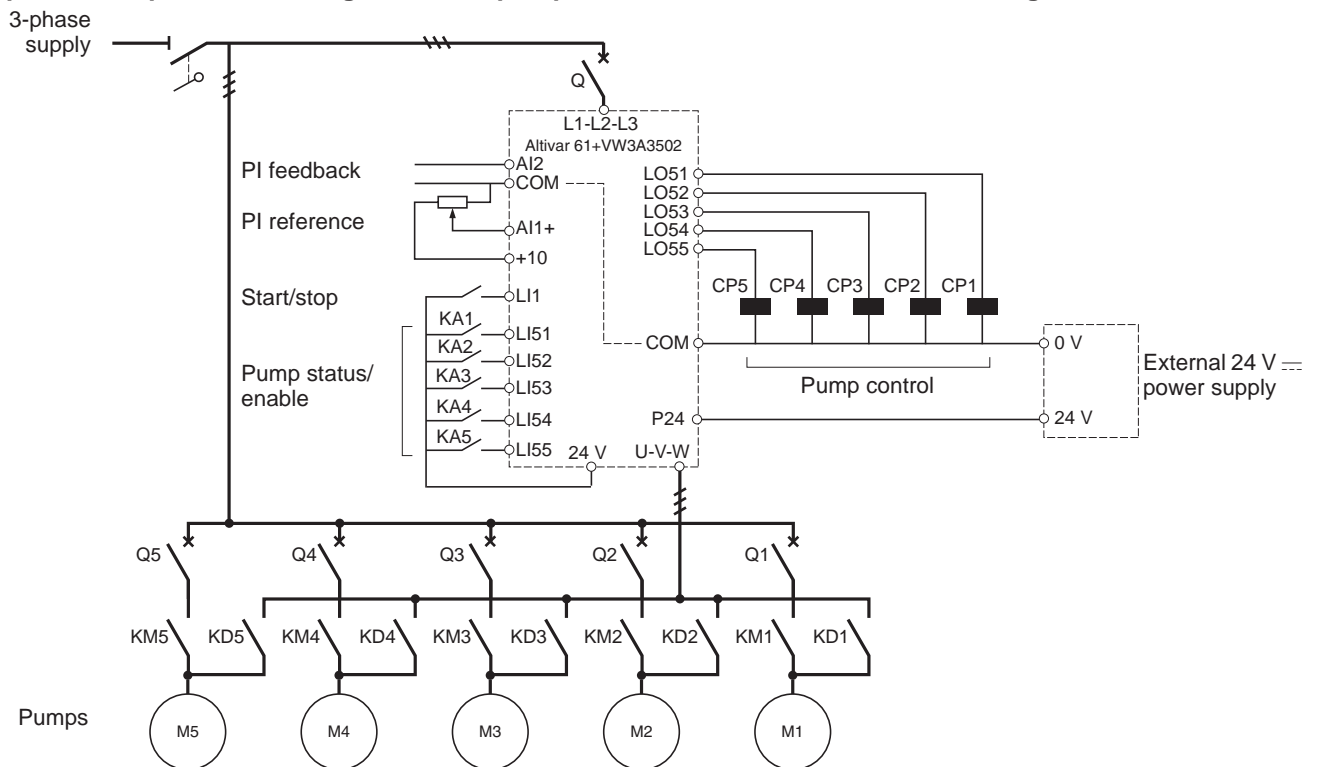 3-phase
supply
Q
L1-L2-L3
Altivar 61+VW3A3502
PI feedback
AI2
COM
PI reference
AI1+
+10
Start/stop
LI1
KA1
LI51
KA2
LI52
KA3
LI53
KA4
LI54
KA5
LI55
Pump status/
enable
24 V
U-V-W
LO51
LO52
LO53
LO54
LO55
CP5
CP4
CP3
CP2
CP1
COM
0 V
Pump control
External 24 V
power supply
P24
24 V
Q5
Q4
Q3
Q2
Q1
KM5
KD5
KM4
KD4
KM3
KD3
KM2
KD2
KM1
KD1
Pumps
M5
M4
M3
M2
M1